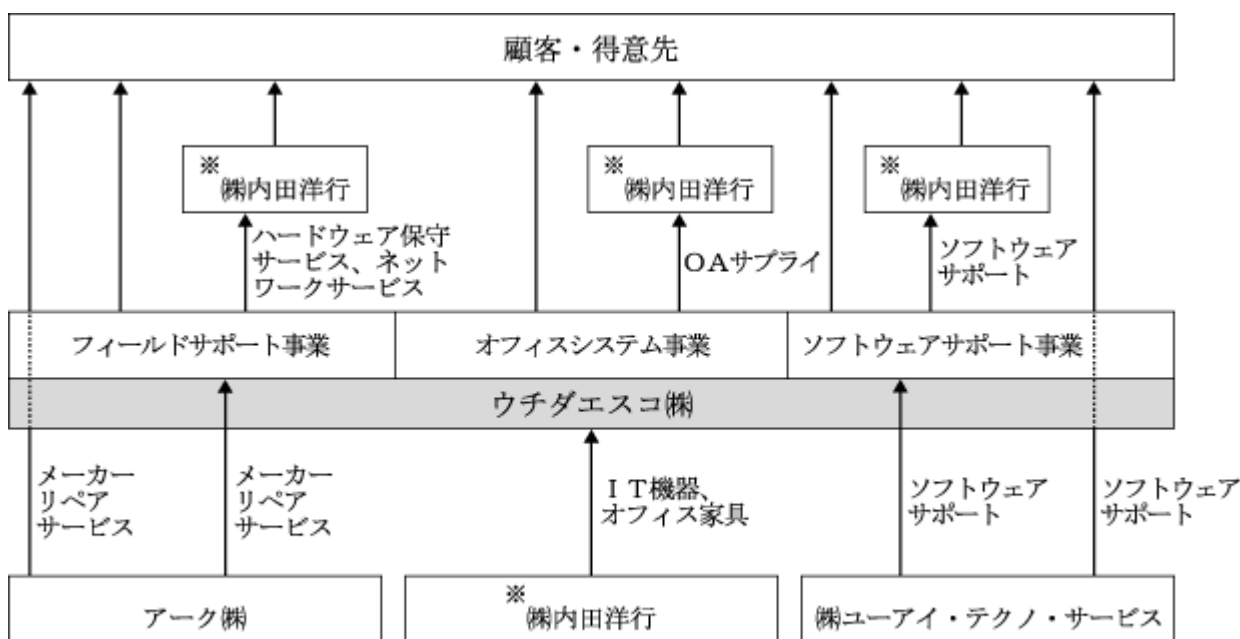 顧客・得意先
※
㈱内田洋行
※
㈱内田洋行
※
㈱内田洋行
ハードウェア保守
サービス、ネット
ワークサービス
ＯＡサプライ
ソフトウェア
サポート
フィールドサポート事業
オフィスシステム事業
ソフトウェアサポート事業
ウチダエスコ㈱
メーカー
リペア
サービス
メーカー
リペア
サービス
ＩＴ機器、
オフィス家具
ソフトウェア
サポート
ソフトウェア
サポート
アーク㈱
※
㈱内田洋行
㈱ユーアイ・テクノ・サービス